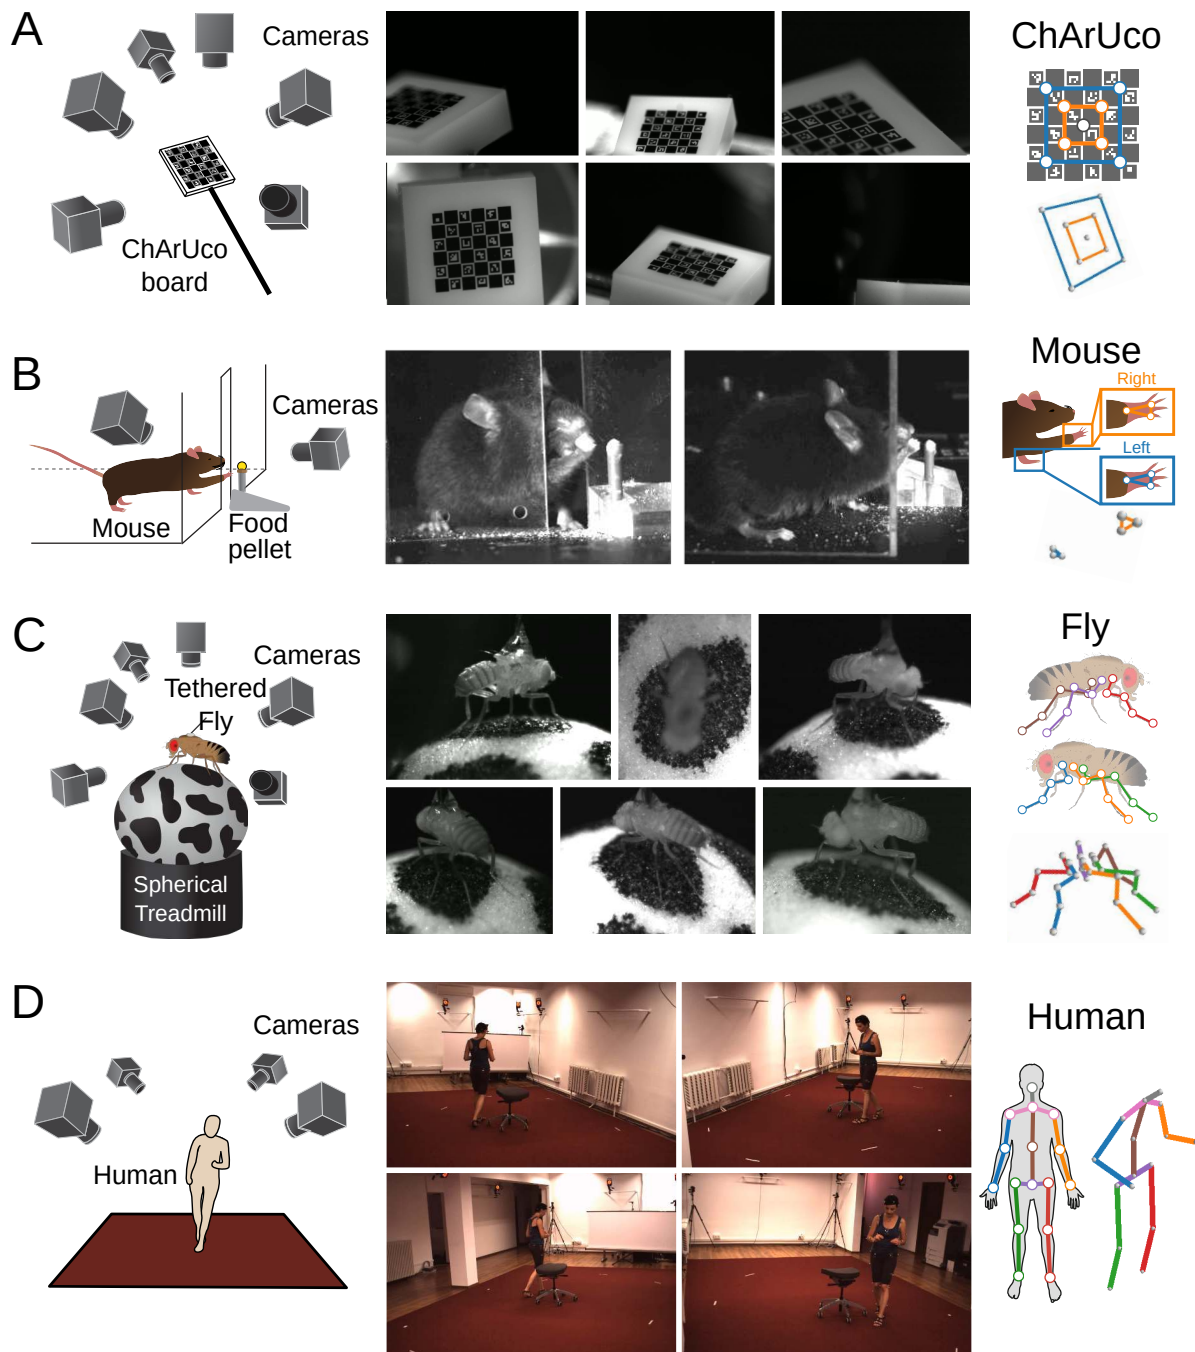 A
Cameras
ChArUco
board
ChArUco
B
Cameras
Mouse
Food
pellet
Mouse
Right
Left
C
Cameras
Tethered
Fly
Spherical
Treadmill
Fly
D
Cameras
Human
Human